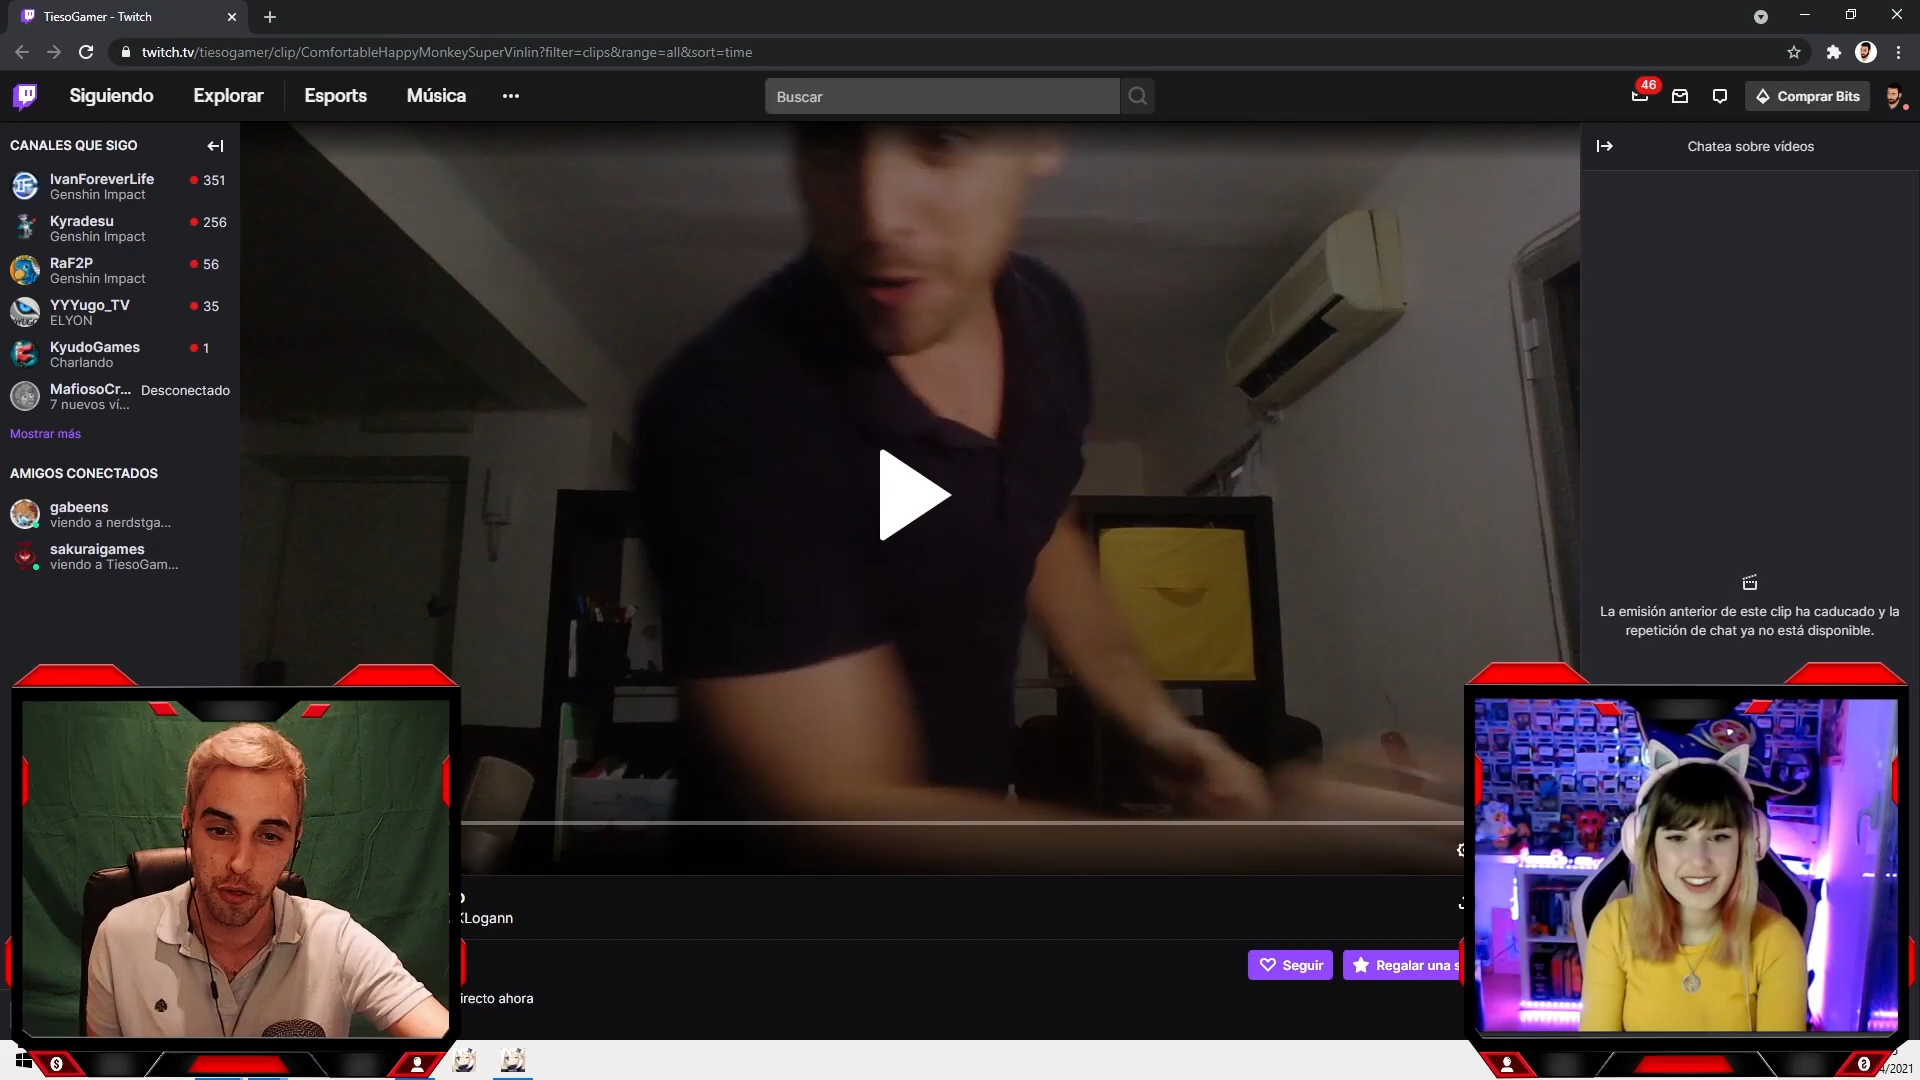 TiesoGamer - Twitch
twitch.tv/tiesogamer/clip/ComfortableHappyMonkeySuperVinlin?filter=clips&range=all&sort=time
Siguiendo
Explorar
Esports
Música
Buscar
46
Comprar Bits
CANALES QUE SIGO
IvanForeverLife
351
Genshin Impact
Kyradesu
256
Genshin Impact
RaF2P
56
Genshin Impact
YYYugo_TV
35
ELYON
KyudoGames
1
Charlando
MafiosoCr...
Desconectado
7 nuevos ví...
Mostrar más
AMIGOS CONECTADOS
gabeens
viendo a nerdstga...
sakuraigames
viendo a TiesoGam...
Chatea sobre vídeos
La emisión anterior de este clip ha caducado y la
repetición de chat ya no está disponible.
KLogann
Seguir
Regalar una s
irecto ahora
4/2021